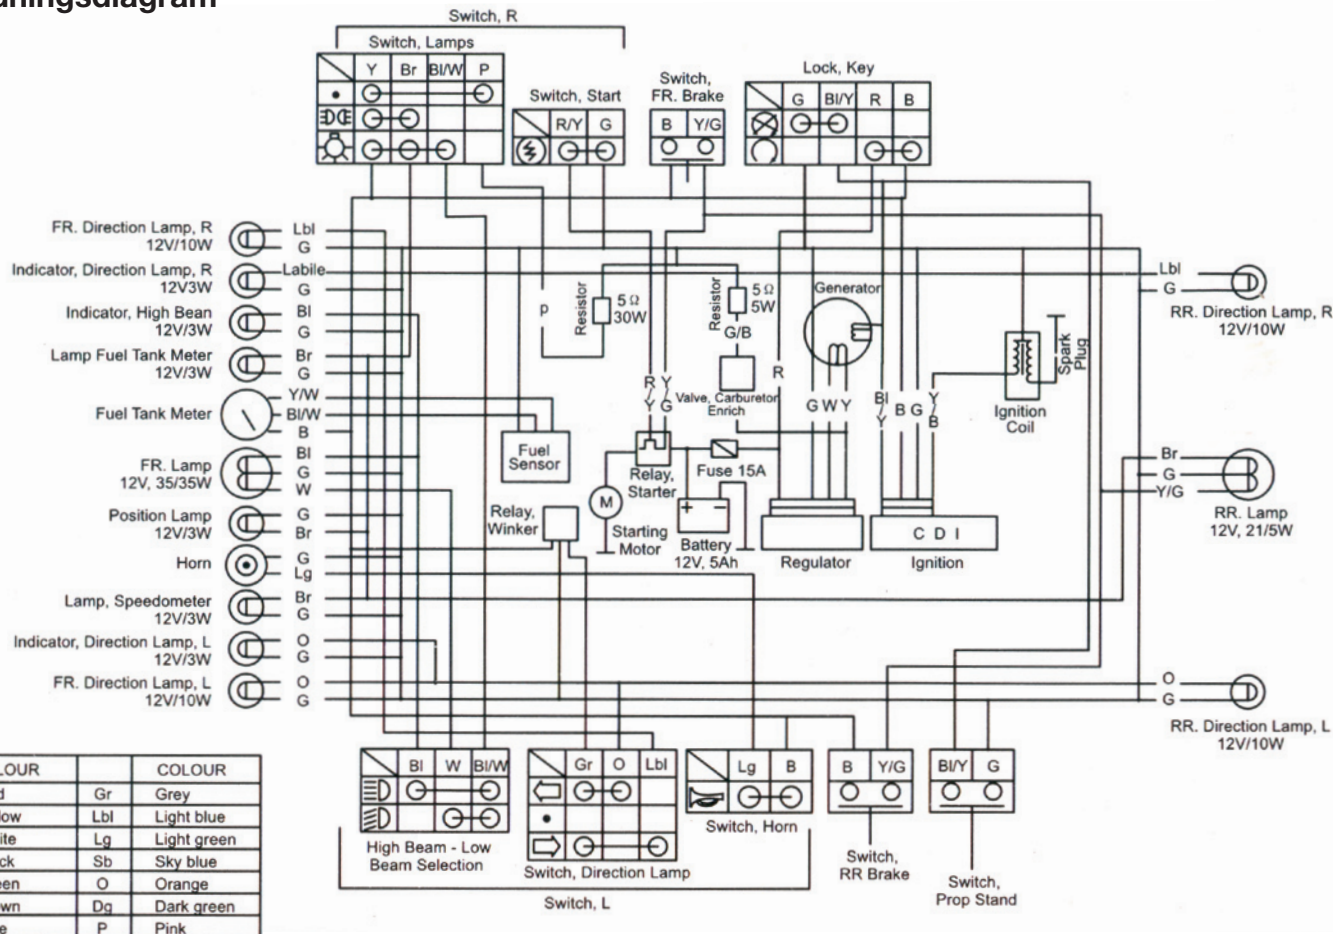 Switch, R
Switch, Lamps
Y Br Bl/W P
Switch, Start
R/Y G
Switch,
FR. Brake
B Y/G
Lock, Key
G Bl/Y R B
FR. Direction Lamp, R
12V/10W
Lbl
G
Indicator, Direction Lamp, R
12V3W
Labile
G
Indicator, High Bean
12V/3W
Bl
G
Lamp Fuel Tank Meter
12V/3W
Br
G
Fuel Tank Meter
Y/W
Bl/W
B
FR. Lamp
12V, 35/35W
Bl
G
W
Position Lamp
12V/3W
G
Br
Horn
G
Lg
Lamp, Speedometer
12V/3W
Br
G
Indicator, Direction Lamp, L
12V/3W
O
G
FR. Direction Lamp, L
12V/10W
O
G
p
Resistor
5 Ω
30W
Resistor
5 Ω
5W
G/B
Valve, Carburetor
Enrich
Generator
R/Y
Y/G
R
G W Y
Bl/Y
B
G
Y/B
Spark
Plug
Ignition
Coil
Fuel
Sensor
Relay,
Starter
Fuse 15A
Relay,
Winker
M
Starting
Motor
+ −
Battery
12V, 5Ah
Regulator
C D I
Ignition
Lbl
G
RR. Direction Lamp, R
12V/10W
Br
G
Y/G
RR. Lamp
12V, 21/5W
O
G
RR. Direction Lamp, L
12V/10W
Bl W Bl/W
High Beam - Low
Beam Selection
Gr O Lbl
Switch, Direction Lamp
Lg B
Switch, Horn
Switch, L
B Y/G
Switch,
RR Brake
Bl/Y G
Switch,
Prop Stand
COLOUR
Gr Grey
Lbl Light blue
Lg Light green
Sb Sky blue
O Orange
Dg Dark green
P Pink